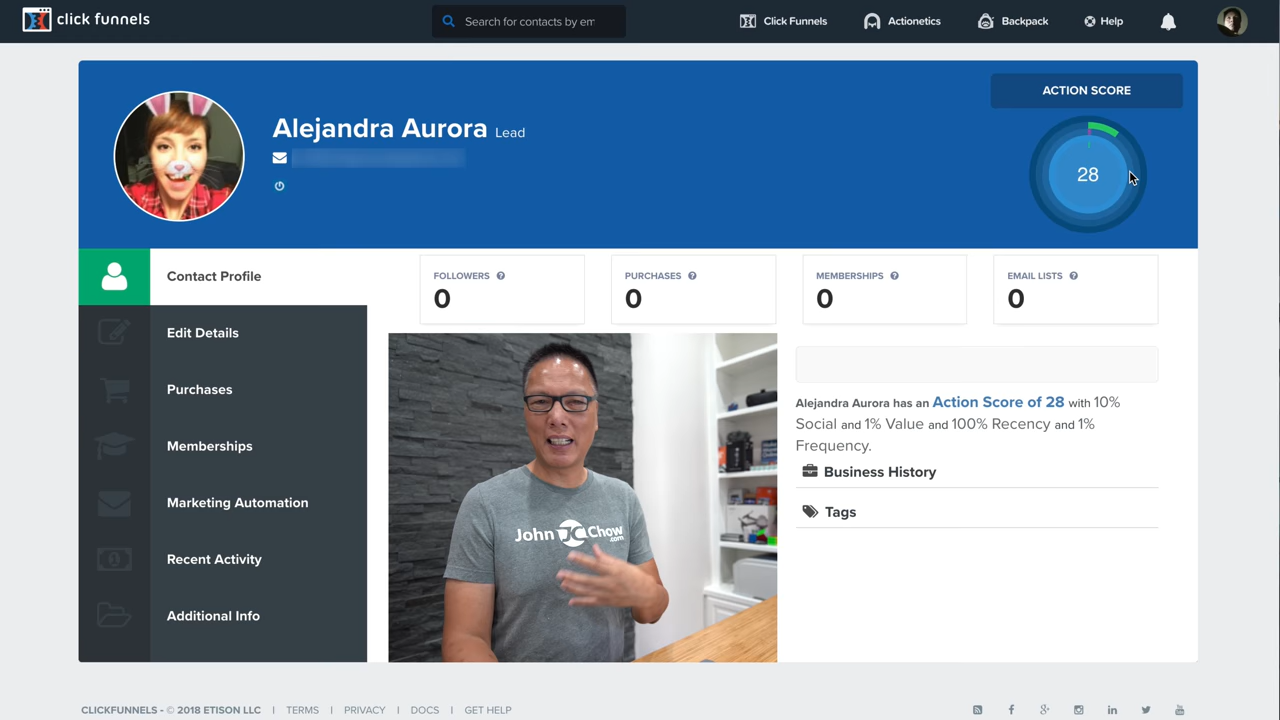 click funnels
Search for contacts by em
Click Funnels
Actionetics
Backpack
Help
ACTION SCORE
28
Alejandra Aurora Lead
Contact Profile
Edit Details
Purchases
Memberships
Marketing Automation
Recent Activity
Additional Info
FOLLOWERS ?
0
PURCHASES ?
0
MEMBERSHIPS ?
0
EMAIL LISTS ?
0
John JC Chow
.com
Alejandra Aurora has an Action Score of 28 with 10%
Social and 1% Value and 100% Recency and 1%
Frequency.
Business History
Tags
CLICKFUNNELS - © 2018 ETISON LLC | TERMS | PRIVACY | DOCS | GET HELP